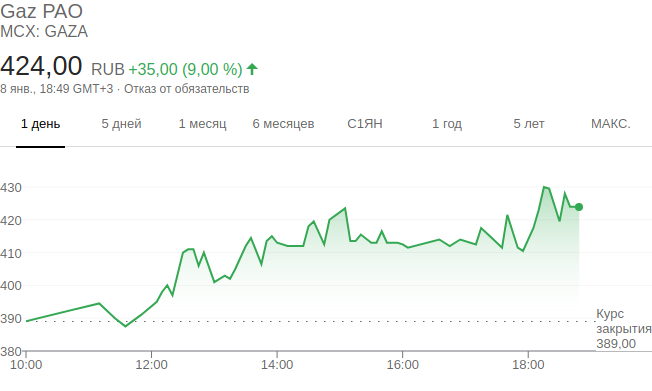 Gaz PAO
MCX: GAZA
424,00 RUB +35,00 (9,00 %)
8 янв., 18:49 GMT+3 · Отказ от обязательств
1 день 5 дней 1 месяц 6 месяцев С1ЯН 1 год 5 лет МАКС.
430
420
410
400
390
380
Курс
закрытия
389,00
10:00 12:00 14:00 16:00 18:00